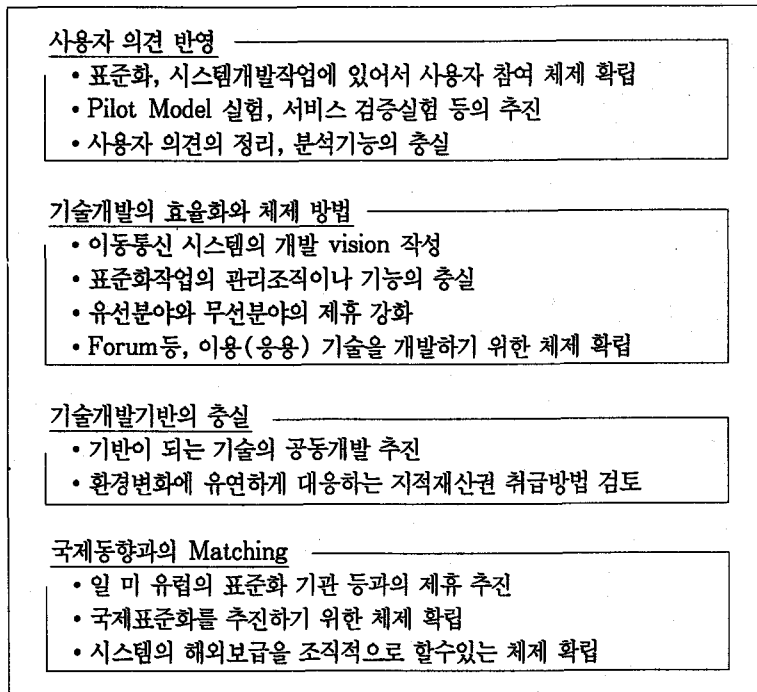 사용자 의견 반영
• 표준화, 시스템개발작업에 있어서 사용자 참여 체제 확립
• Pilot Model 실험, 서비스 검증실험 등의 추진
• 사용자 의견의 정리, 분석기능의 충실
기술개발의 효율화와 체제 방법
• 이동통신 시스템의 개발 vision 작성
• 표준화작업의 관리조직이나 기능의 충실
• 유선분야와 무선분야의 제휴 강화
• Forum등, 이용(응용) 기술을 개발하기 위한 체제 확립
기술개발기반의 충실
• 기반이 되는 기술의 공동개발 추진
• 환경변화에 유연하게 대응하는 지적재산권 취급방법 검토
국제동향과의 Matching
• 일 미 유럽의 표준화 기관 등과의 제휴 추진
• 국제표준화를 추진하기 위한 체제 확립
• 시스템의 해외보급을 조직적으로 할수있는 체제 확립